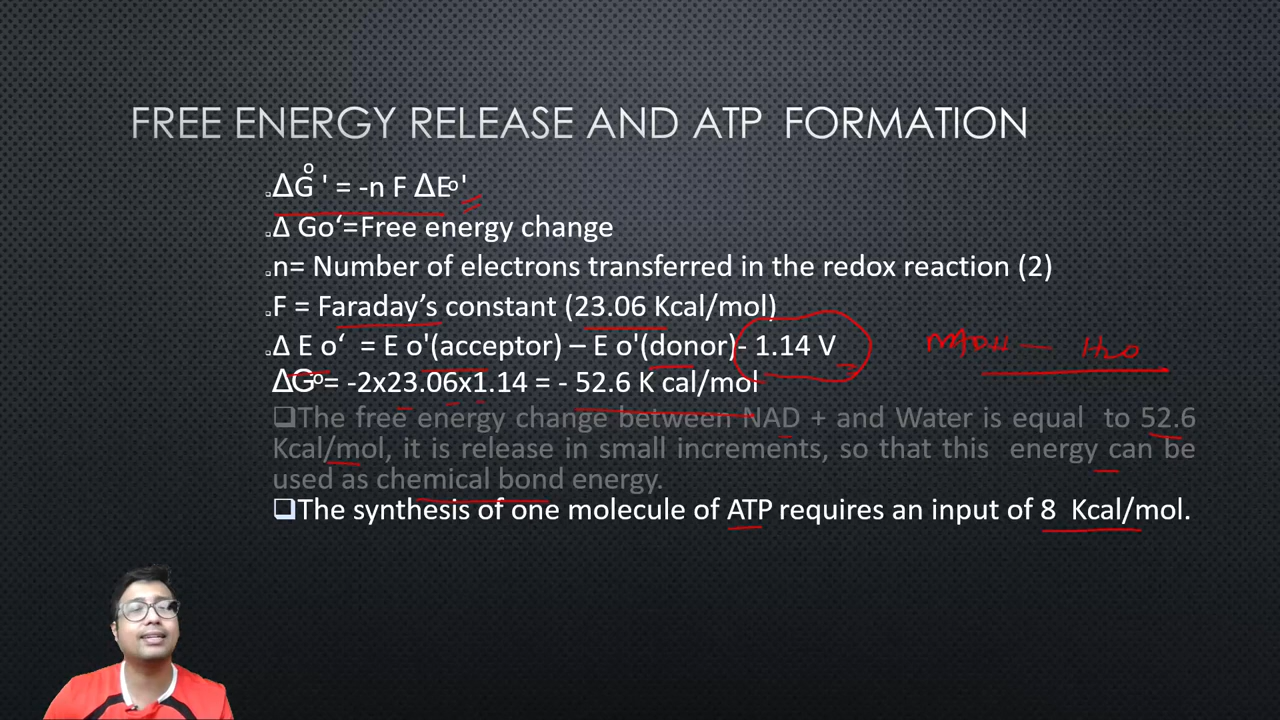 FREE ENERGY RELEASE AND ATP FORMATION
ΔG°' = -n F ΔE°'
Δ Go‘=Free energy change
n= Number of electrons transferred in the redox reaction (2)
F = Faraday’s constant (23.06 Kcal/mol)
Δ E o‘ = E o'(acceptor) – E o'(donor)- 1.14 V
NADH — H₂O
ΔG°= -2x23.06x1.14 = - 52.6 K cal/mol
❑The free energy change between NAD + and Water is equal to 52.6
Kcal/mol, it is release in small increments, so that this energy can be
used as chemical bond energy.
❑The synthesis of one molecule of ATP requires an input of 8 Kcal/mol.